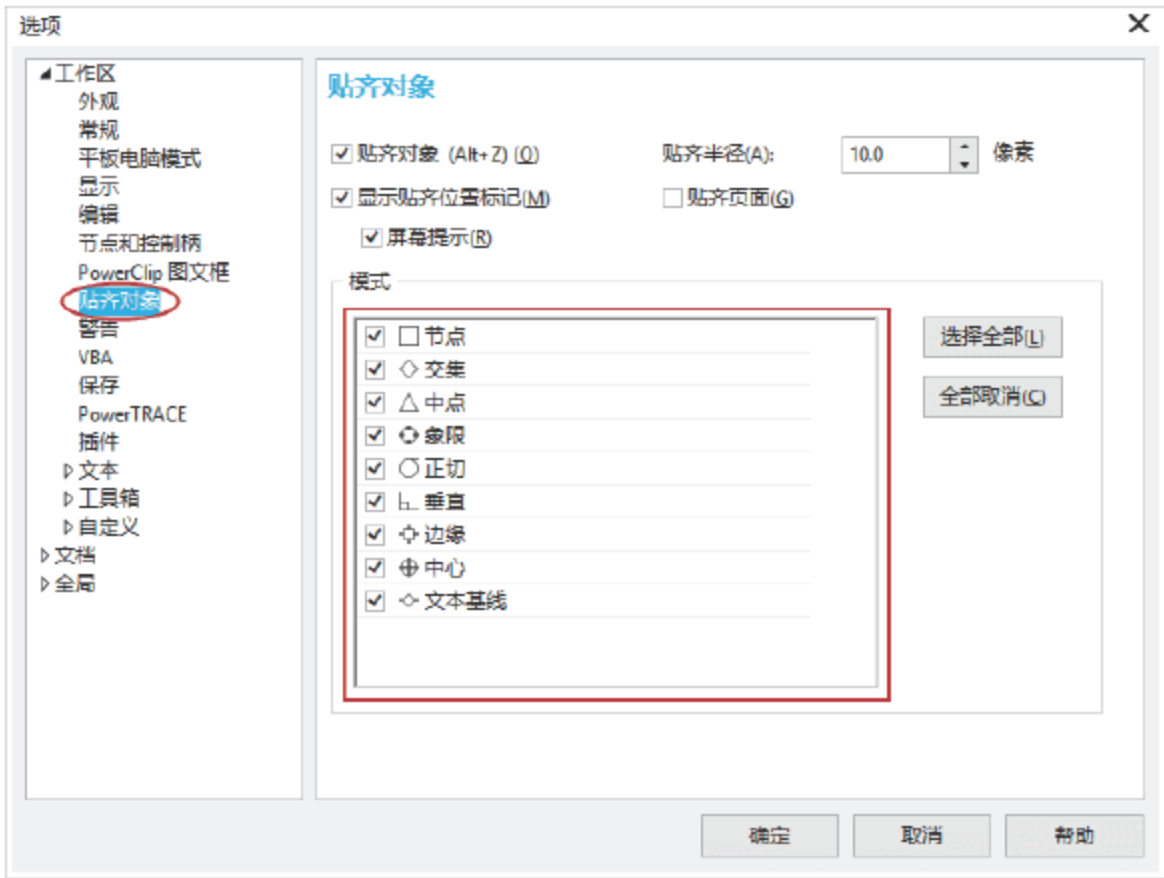 选项
工作区
外观
常规
平板电脑模式
显示
编辑
节点和控制柄
PowerClip 图文框
贴齐对象
警告
VBA
保存
PowerTRACE
插件
文本
工具箱
自定义
文档
全局
贴齐对象
贴齐对象 (Alt+Z) (Q) 贴齐半径(A): 10.0 像素
显示贴齐位置标记(M) 贴齐页面(G)
屏幕提示(R)
模式
节点
交集
中点
象限
正切
垂直
边缘
中心
文本基线
选择全部(L)
全部取消(C)
确定 取消 帮助